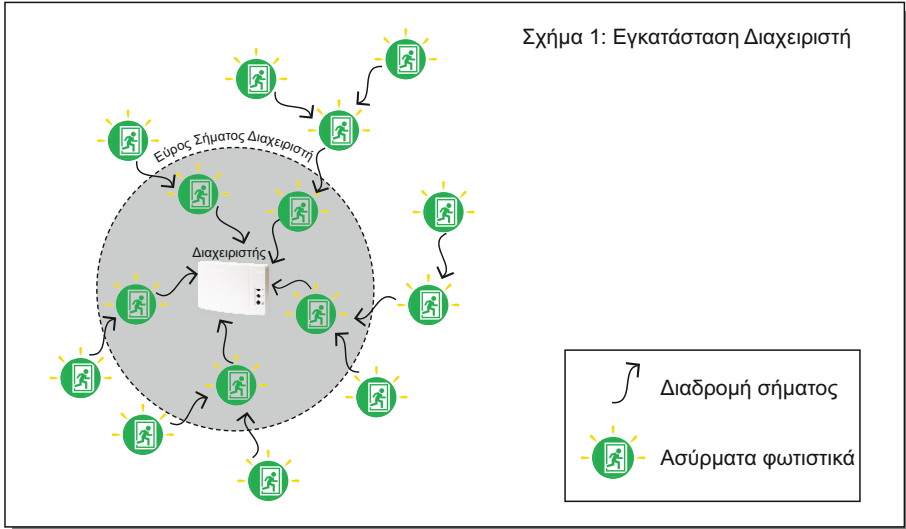 Σχήμα 1: Εγκατάσταση Διαχειριστή
Εύρος Σήματος Διαχειριστή
Διαχειριστής
Διαδρομή σήματος
Ασύρματα φωτιστικά